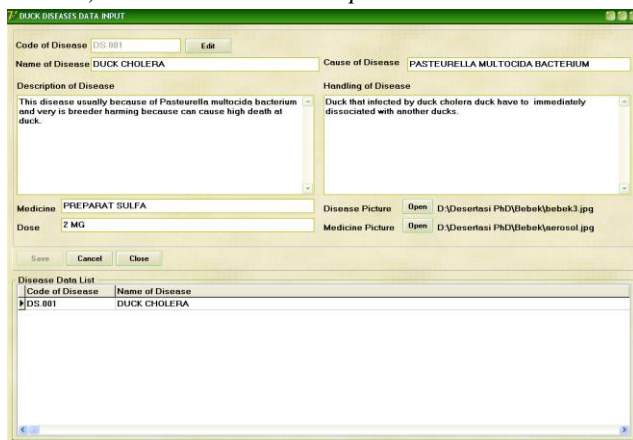 DUCK DISEASES DATA INPUT
Code of Disease DS.001 Edit
Name of Disease DUCK CHOLERA Cause of Disease PASTEURELLA MULTOCIDA BACTERIUM
Description of Disease Handling of Disease
This disease usually because of Pasteurella multocida bacterium
and very is breeder harming because can cause high death at
duck.
Duck that infected by duck cholera duck have to immediately
dissociated with another ducks.
Medicine PREPARAT SULFA Disease Picture Open D:\Desertasi PhD\Bebek\bebek3.jpg
Dose 2 MG Medicine Picture Open D:\Desertasi PhD\Bebek\aerosol.jpg
Save Cancel Close
Disease Data List
Code of Disease Name of Disease
DS.001 DUCK CHOLERA